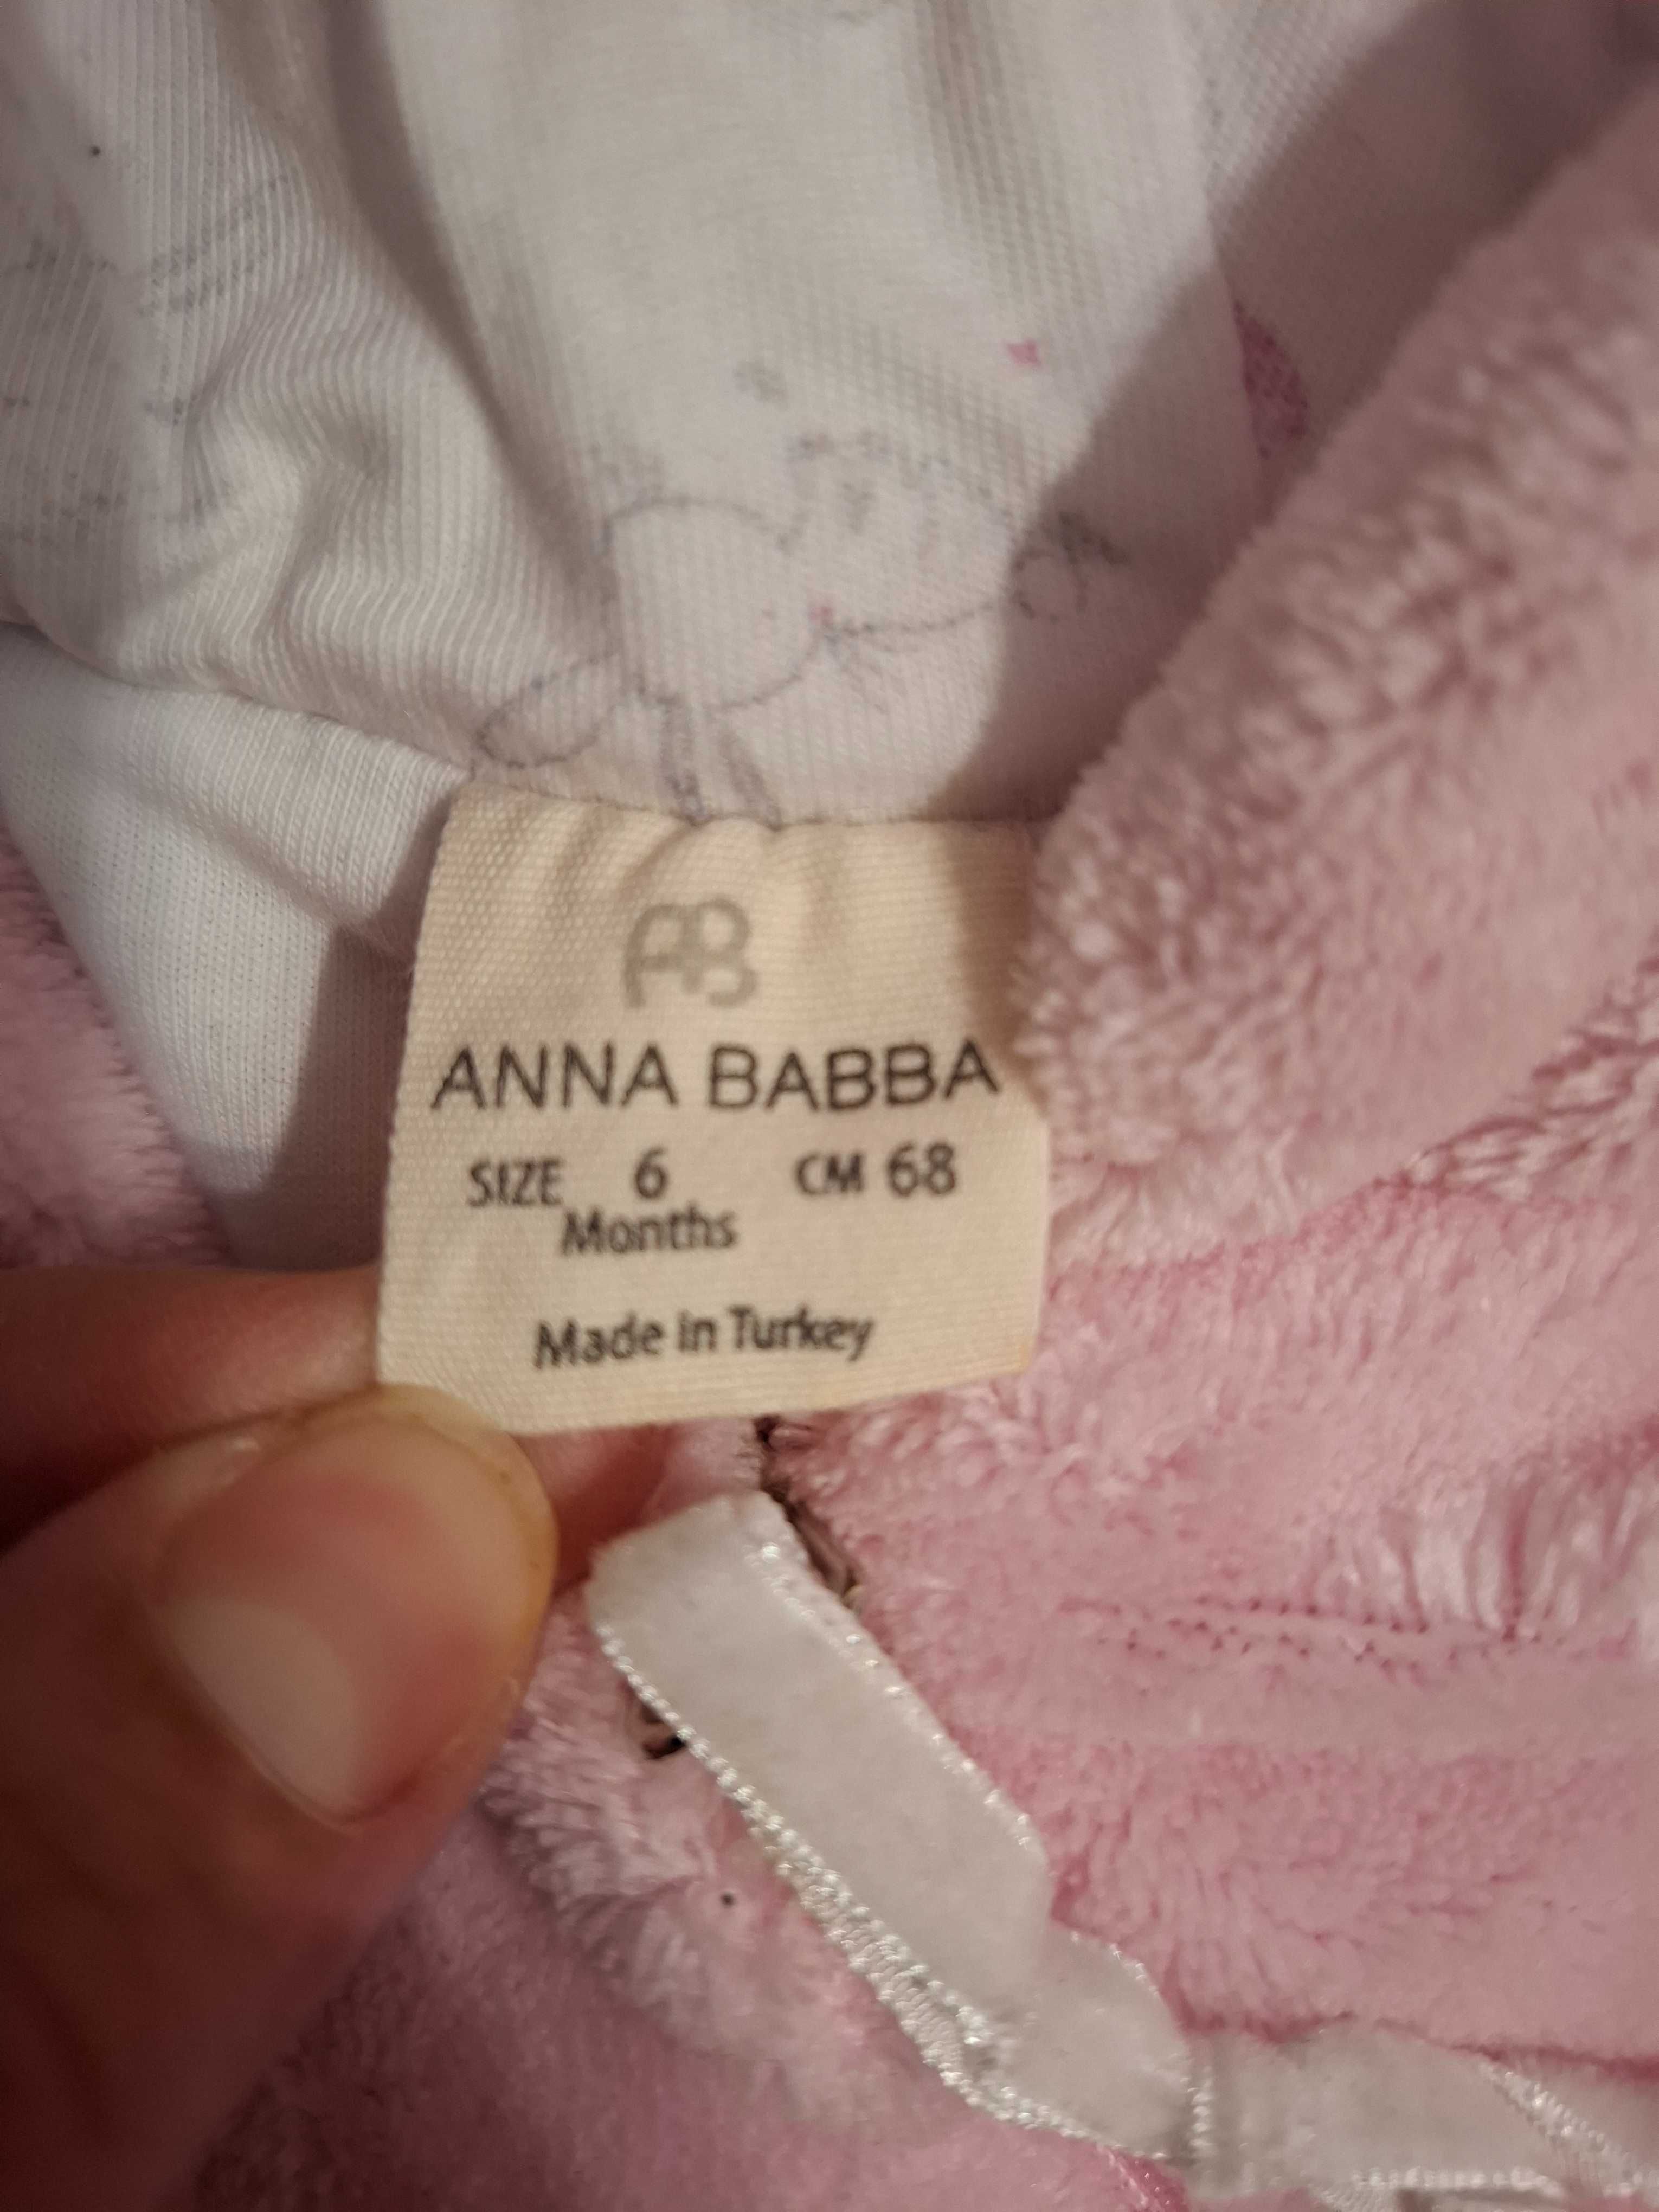 AB
ANNA BABBA
SIZE 6 CM 68
Months
Made in Turkey